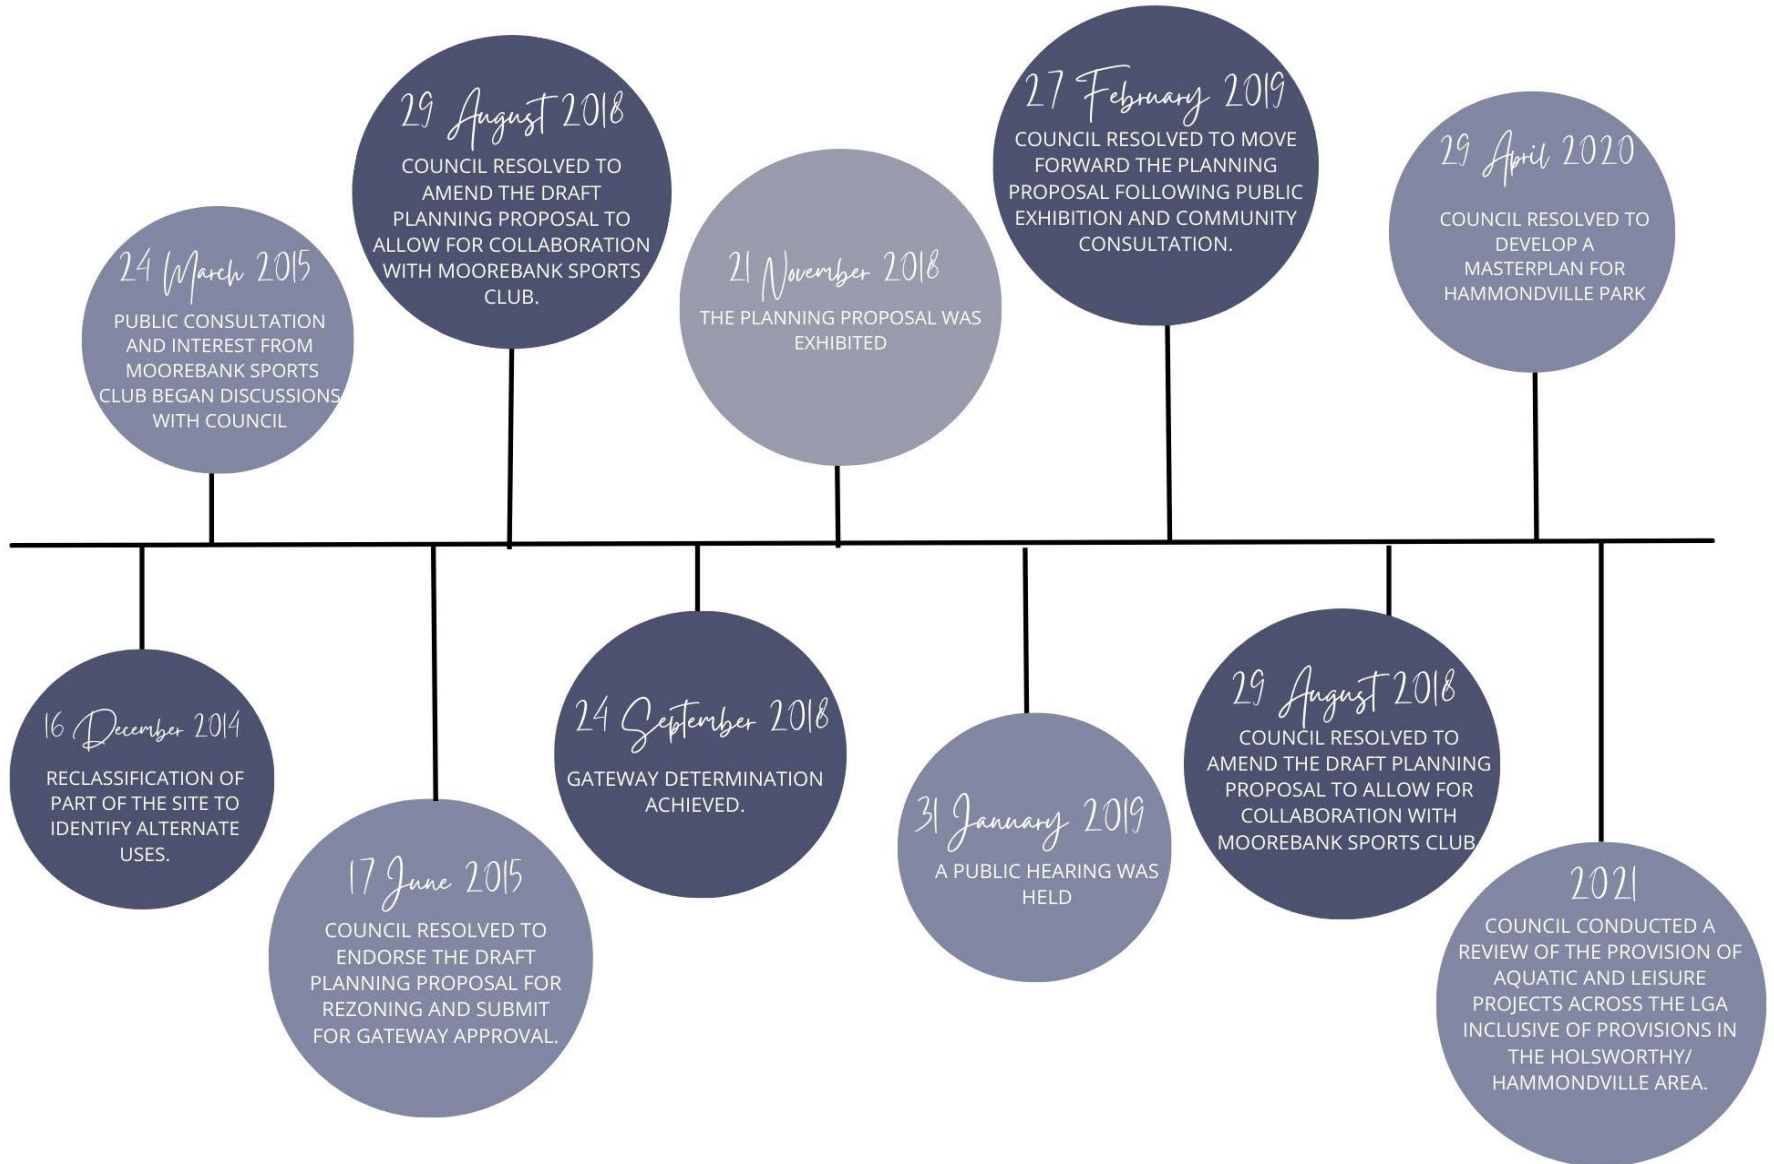 16 December 2014
RECLASSIFICATION OF
PART OF THE SITE TO
IDENTIFY ALTERNATE
USES.
24 March 2015
PUBLIC CONSULTATION
AND INTEREST FROM
MOOREBANK SPORTS
CLUB BEGAN DISCUSSIONS
WITH COUNCIL
17 June 2015
COUNCIL RESOLVED TO
ENDORSE THE DRAFT
PLANNING PROPOSAL FOR
REZONING AND SUBMIT
FOR GATEWAY APPROVAL.
29 August 2018
COUNCIL RESOLVED TO
AMEND THE DRAFT
PLANNING PROPOSAL TO
ALLOW FOR COLLABORATION
WITH MOOREBANK SPORTS
CLUB.
24 September 2018
GATEWAY DETERMINATION
ACHIEVED.
21 November 2018
THE PLANNING PROPOSAL WAS
EXHIBITED
31 January 2019
A PUBLIC HEARING WAS
HELD
27 February 2019
COUNCIL RESOLVED TO MOVE
FORWARD THE PLANNING
PROPOSAL FOLLOWING PUBLIC
EXHIBITION AND COMMUNITY
CONSULTATION.
29 August 2018
COUNCIL RESOLVED TO
AMEND THE DRAFT PLANNING
PROPOSAL TO ALLOW FOR
COLLABORATION WITH
MOOREBANK SPORTS CLUB
29 April 2020
COUNCIL RESOLVED TO
DEVELOP A
MASTERPLAN FOR
HAMMONDVILLE PARK
2021
COUNCIL CONDUCTED A
REVIEW OF THE PROVISION OF
AQUATIC AND LEISURE
PROJECTS ACROSS THE LGA
INCLUSIVE OF PROVISIONS IN
THE HOLSWORTHY/
HAMMONDVILLE AREA.